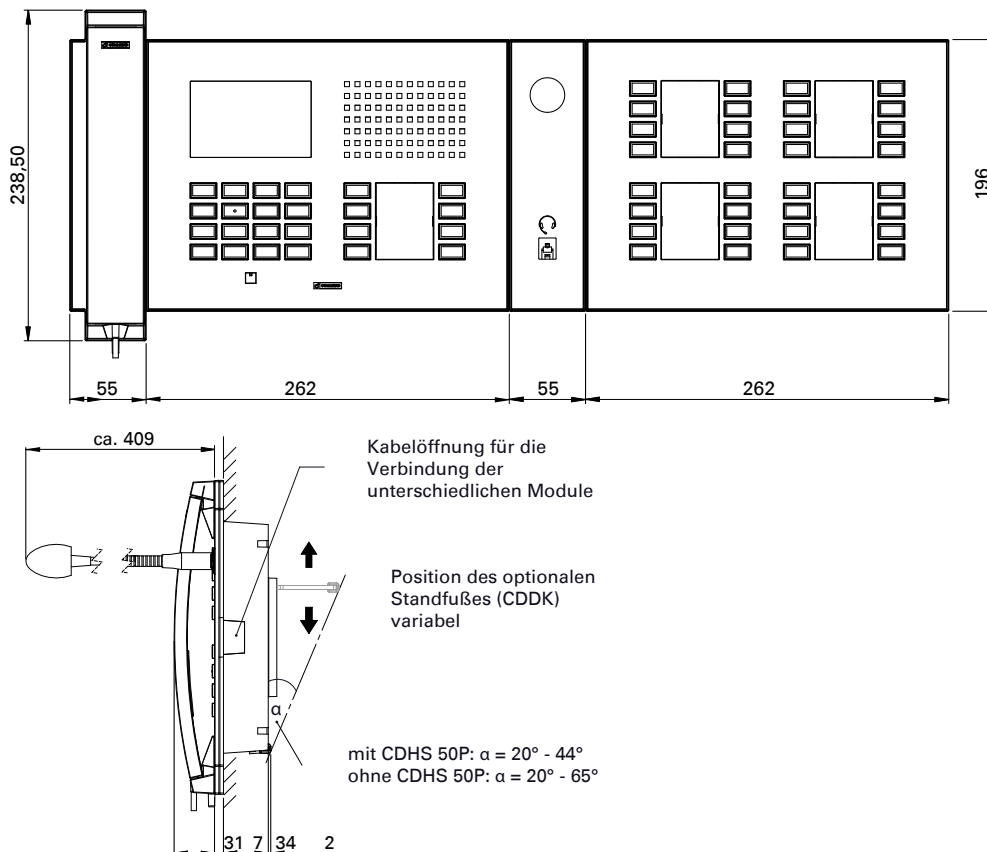 238,50
196
55
262
55
262
ca. 409
Kabelöffnung für die
Verbindung der
unterschiedlichen Module
Position des optionalen
Standfußes (CDDK)
variabel
α
mit CDHS 50P: α = 20° - 44°
ohne CDHS 50P: α = 20° - 65°
31 7 34 2